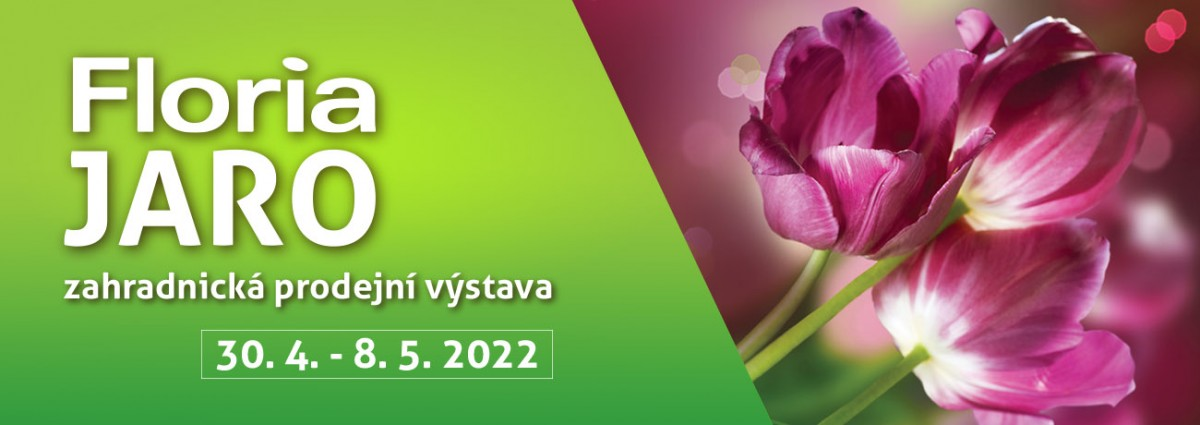 Floria
JARO
zahradnická prodejní výstava
30. 4. - 8. 5. 2022